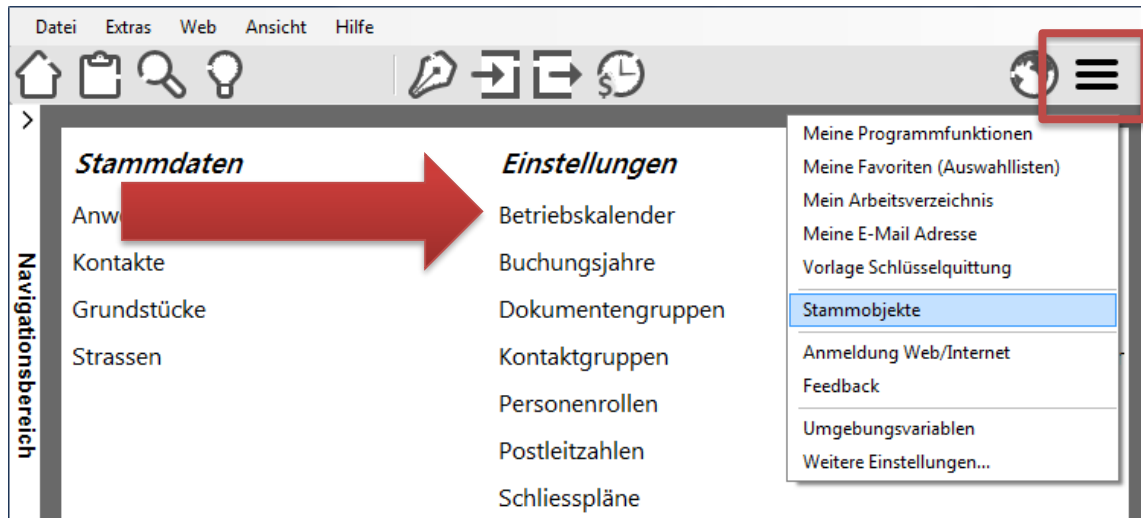 Datei Extras Web Ansicht Hilfe
Stammdaten
Kontakte
Grundstücke
Strassen
Einstellungen
Betriebskalender
Buchungsjahre
Dokumentengruppen
Kontaktgruppen
Personenrollen
Postleitzahlen
Schliesspläne
Meine Programmfunktionen
Meine Favoriten (Auswahllisten)
Mein Arbeitsverzeichnis
Meine E-Mail Adresse
Vorlage Schlüsselquittung
Stammobjekte
Anmeldung Web/Internet
Feedback
Umgebungsvariablen
Weitere Einstellungen...
Navigationsbereich